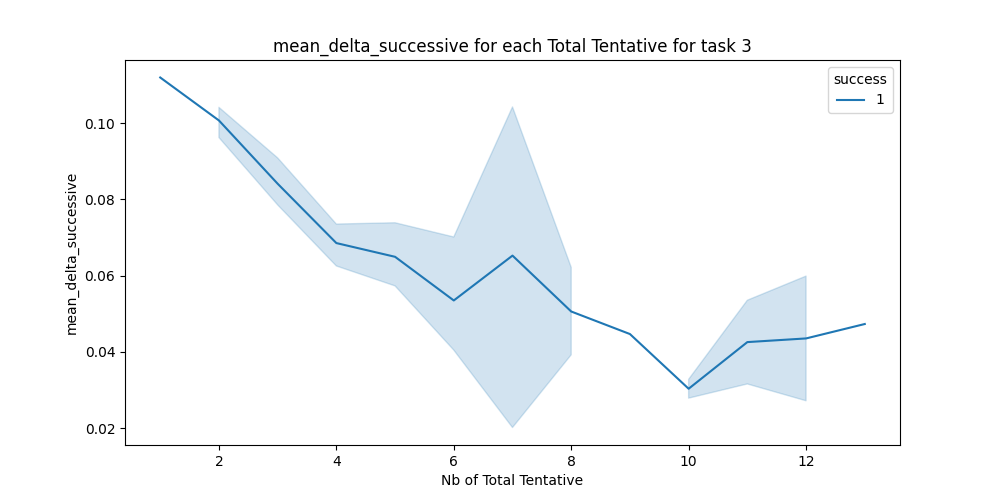 mean_delta_successive for each Total Tentative for task 3
success
1
mean_delta_successive
0.10
0.08
0.06
0.04
0.02
2 4 6 8 10 12
Nb of Total Tentative